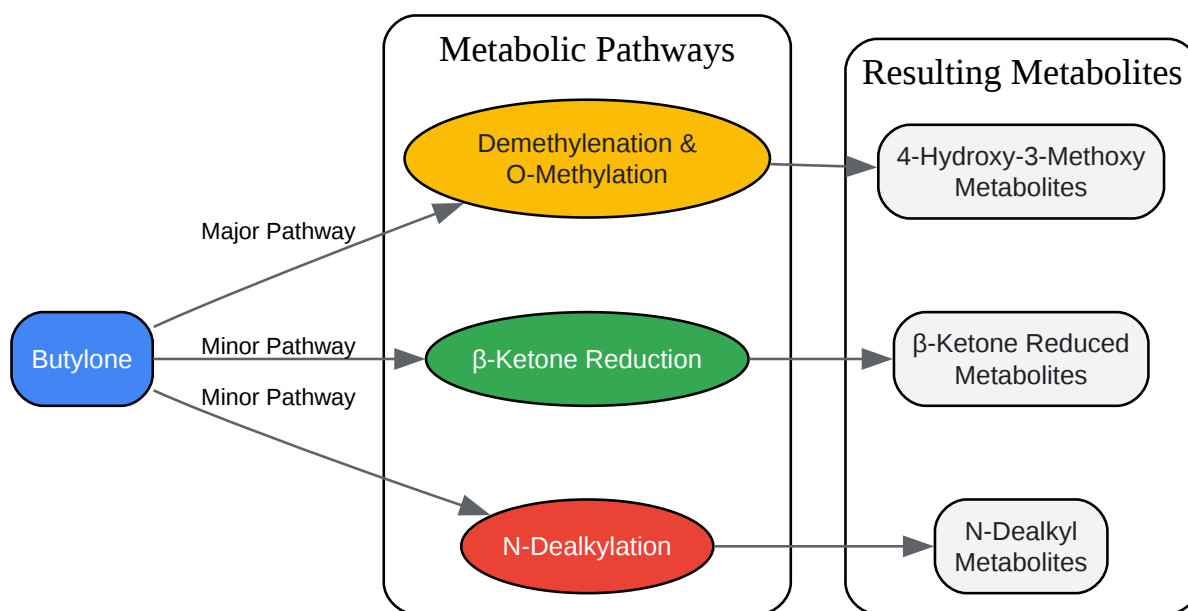 Metabolic Pathways
Resulting Metabolites
Demethylenation &
O-Methylation
4-Hydroxy-3-Methoxy
Metabolites
Major Pathway
Butylone
Minor Pathway
β-Ketone Reduction
β-Ketone Reduced
Metabolites
Minor Pathway
N-Dealkylation
N-Dealkyl
Metabolites